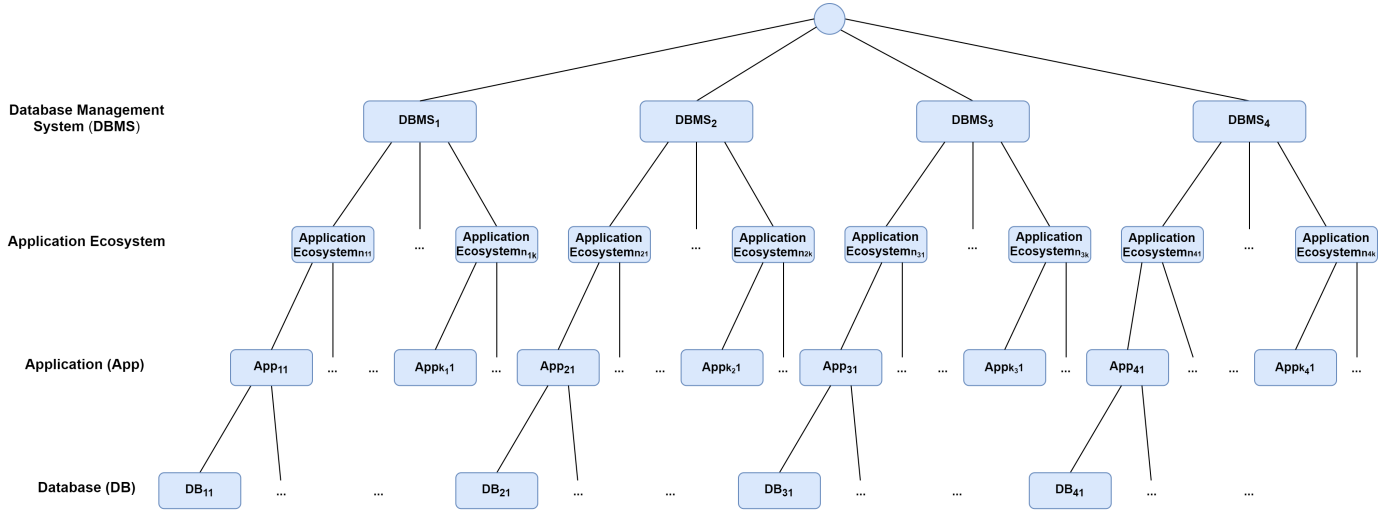 Database Management
System (DBMS)
DBMS₁
DBMS₂
DBMS₃
DBMS₄
Application Ecosystem
Application
Ecosystemn₁₁
...
Application
Ecosystemn₁ₖ
Application
Ecosystemn₂₁
...
Application
Ecosystemn₂ₖ
Application
Ecosystemn₃₁
...
Application
Ecosystemn₃ₖ
Application
Ecosystemn₄₁
...
Application
Ecosystemn₄ₖ
Application (App)
App₁₁
...
...
Appk₁1
...
App₂₁
...
...
Appk₂1
...
App₃₁
...
...
Appk₃1
...
App₄₁
...
...
Appk₄1
...
Database (DB)
DB₁₁
...
...
DB₂₁
...
...
DB₃₁
...
...
DB₄₁
...
...